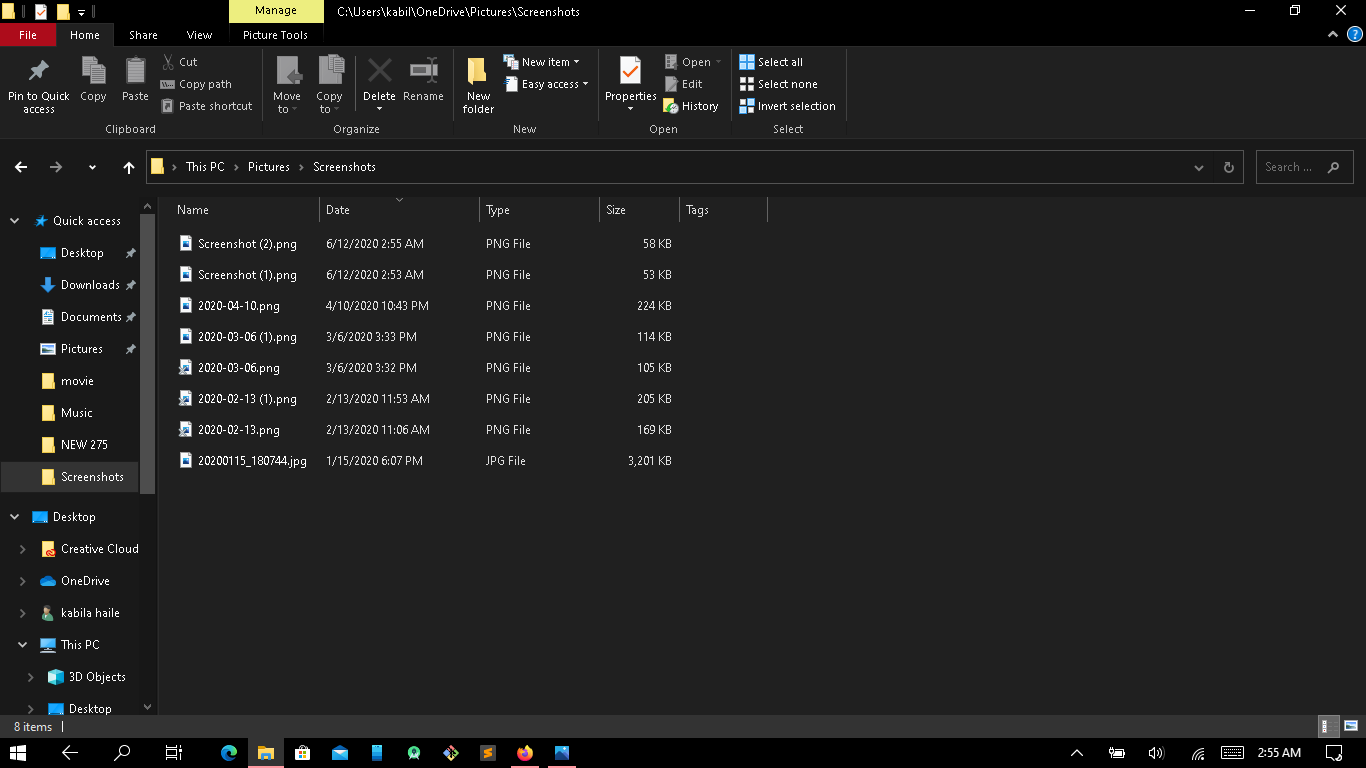 Manage C:\Users\kabil\OneDrive\Pictures\Screenshots
File Home Share View Picture Tools
Pin to Quick access
Copy
Paste
Cut
Copy path
Paste shortcut
Clipboard
Move to
Copy to
Delete
Rename
Organize
New folder
New item
Easy access
New
Properties
Open
Edit
History
Open
Select all
Select none
Invert selection
Select
This PC Pictures Screenshots
Search ...
Quick access
Desktop
Downloads
Documents
Pictures
movie
Music
NEW 275
Screenshots
Desktop
Creative Cloud
OneDrive
kabila haile
This PC
3D Objects
Desktop
Name Date Type Size Tags
Screenshot (2).png 6/12/2020 2:55 AM PNG File 58 KB
Screenshot (1).png 6/12/2020 2:53 AM PNG File 53 KB
2020-04-10.png 4/10/2020 10:43 PM PNG File 224 KB
2020-03-06 (1).png 3/6/2020 3:33 PM PNG File 114 KB
2020-03-06.png 3/6/2020 3:32 PM PNG File 105 KB
2020-02-13 (1).png 2/13/2020 11:53 AM PNG File 205 KB
2020-02-13.png 2/13/2020 11:06 AM PNG File 169 KB
20200115_180744.jpg 1/15/2020 6:07 PM JPG File 3,201 KB
8 items
2:55 AM